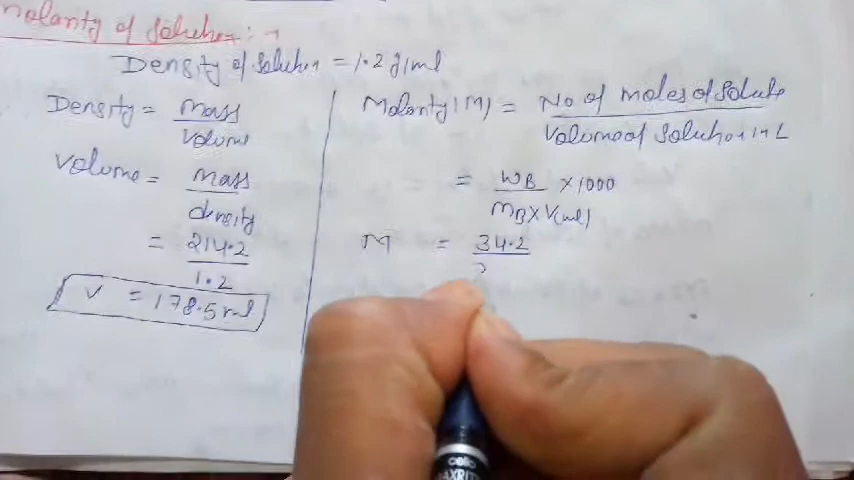 molarity of solution:-
Density of solution = 1.2 g/ml
Density = mass
volume
Volume = mass
density
= 214.2
1.2
V = 178.5 ml
Molarity (M) = No of moles of solute
Volume of solution in L
= WB × 1000
MB × V(ml)
M = 34.2
cello